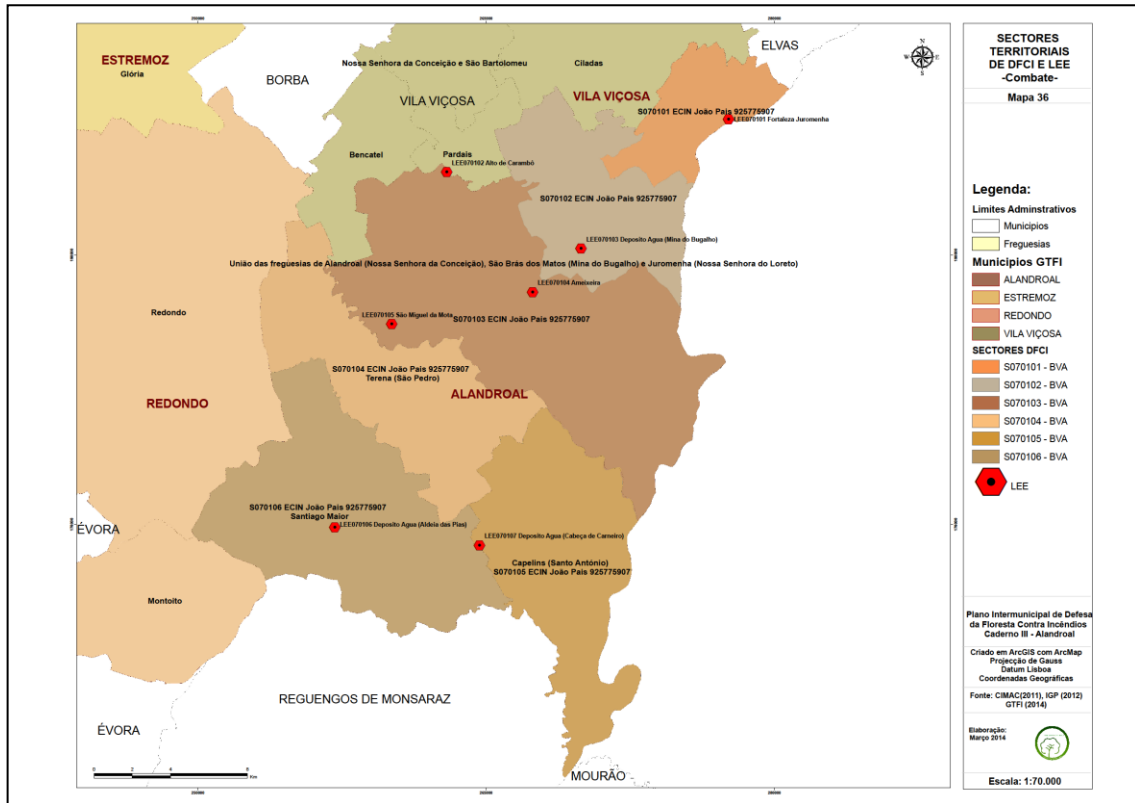 SECTORES
TERRITORIAIS
DE DFCI E LEE
-Combate-
Mapa 36
ESTREMOZ
Glória
BORBA
ELVAS
Nossa Senhora da Conceição e São Bartolomeu
Ciladas
VILA VIÇOSA
VILA VIÇOSA
S070101 ECIN João Pais 925775907
LEE070101 Fortaleza Juromenha
Bencatel
Pardais
LEE070102 Alto de Carambô
S070102 ECIN João Pais 925775907
LEE070103 Deposito Agua (Mina do Bugalho)
União das freguesias de Alandroal (Nossa Senhora da Conceição), São Brás dos Matos (Mina do Bugalho) e Juromenha (Nossa Senhora do Loreto)
LEE070104 Ameixeira
Redondo
LEE070105 São Miguel da Mota
S070103 ECIN João Pais 925775907
S070104 ECIN João Pais 925775907
Terena (São Pedro)
REDONDO
ALANDROAL
S070106 ECIN João Pais 925775907
Santiago Maior
LEE070106 Deposito Agua (Aldeia das Pias)
ÉVORA
LEE070107 Deposito Agua (Cabeça de Carneiro)
Capelins (Santo António)
S070105 ECIN João Pais 925775907
Montoito
REGUENGOS DE MONSARAZ
ÉVORA
MOURÃO
0 2 4 8
Km
N
W E
S
Legenda:
Limites Adminstrativos
Municípios
Freguesias
Municipios GTFI
ALANDROAL
ESTREMOZ
REDONDO
VILA VIÇOSA
SECTORES DFCI
S070101 - BVA
S070102 - BVA
S070103 - BVA
S070104 - BVA
S070105 - BVA
S070106 - BVA
LEE
Plano Intermunicipal de Defesa
da Floresta Contra Incêndios
Caderno III - Alandroal
Criado em ArcGIS com ArcMap
Projecção de Gauss
Datum Lisboa
Coordenadas Geográficas
Fonte: CIMAC(2011), IGP (2012)
GTFI (2014)
Elaboração:
Março 2014
Escala: 1:70.000